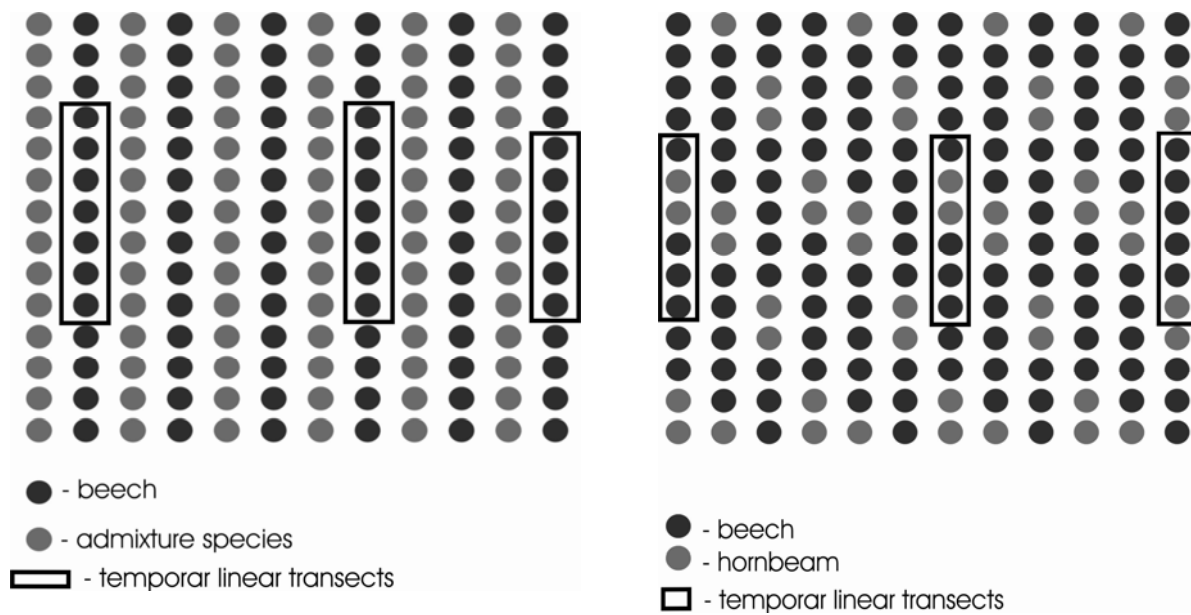 - beech
- admixture species
- temporar linear transects
- beech
- hornbeam
- temporar linear transects